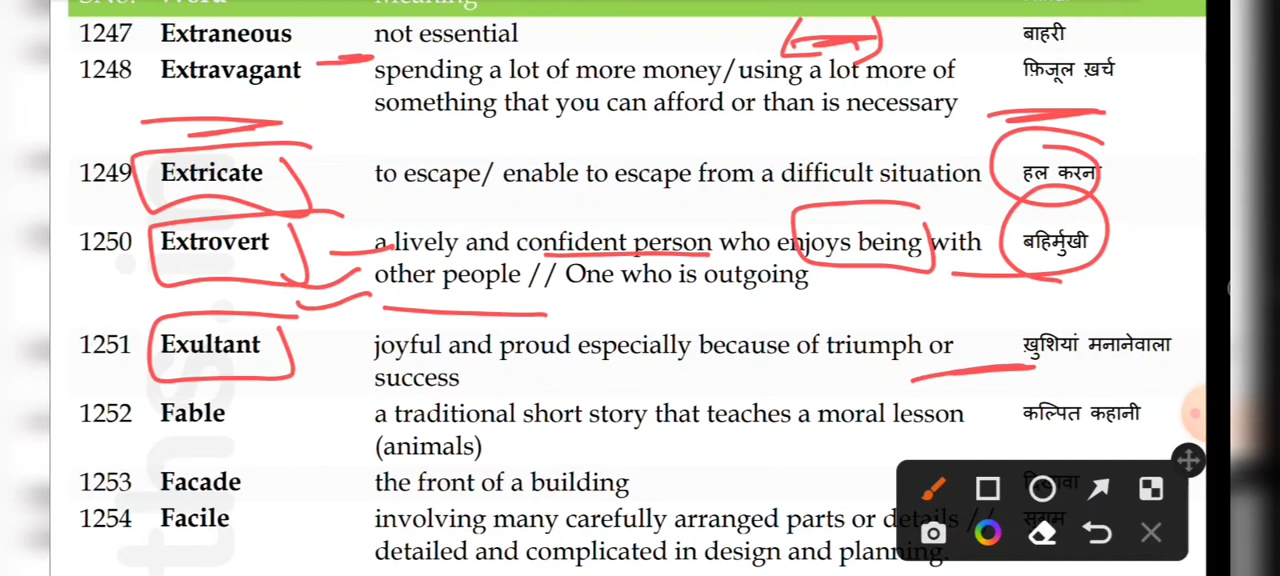 1247 Extraneous not essential बाहरी
1248 Extravagant spending a lot of more money/using a lot more of फ़िजूल ख़र्च
something that you can afford or than is necessary
1249 Extricate to escape/ enable to escape from a difficult situation हल करन
1250 Extrovert a lively and confident person who enjoys being with बहिर्मुखी
other people // One who is outgoing
1251 Exultant joyful and proud especially because of triumph or ख़ुशियां मनानेवाला
success
1252 Fable a traditional short story that teaches a moral lesson कल्पित कहानी
(animals)
1253 Facade the front of a building दिखावा
1254 Facile involving many carefully arranged parts or details // सुगम
detailed and complicated in design and planning.